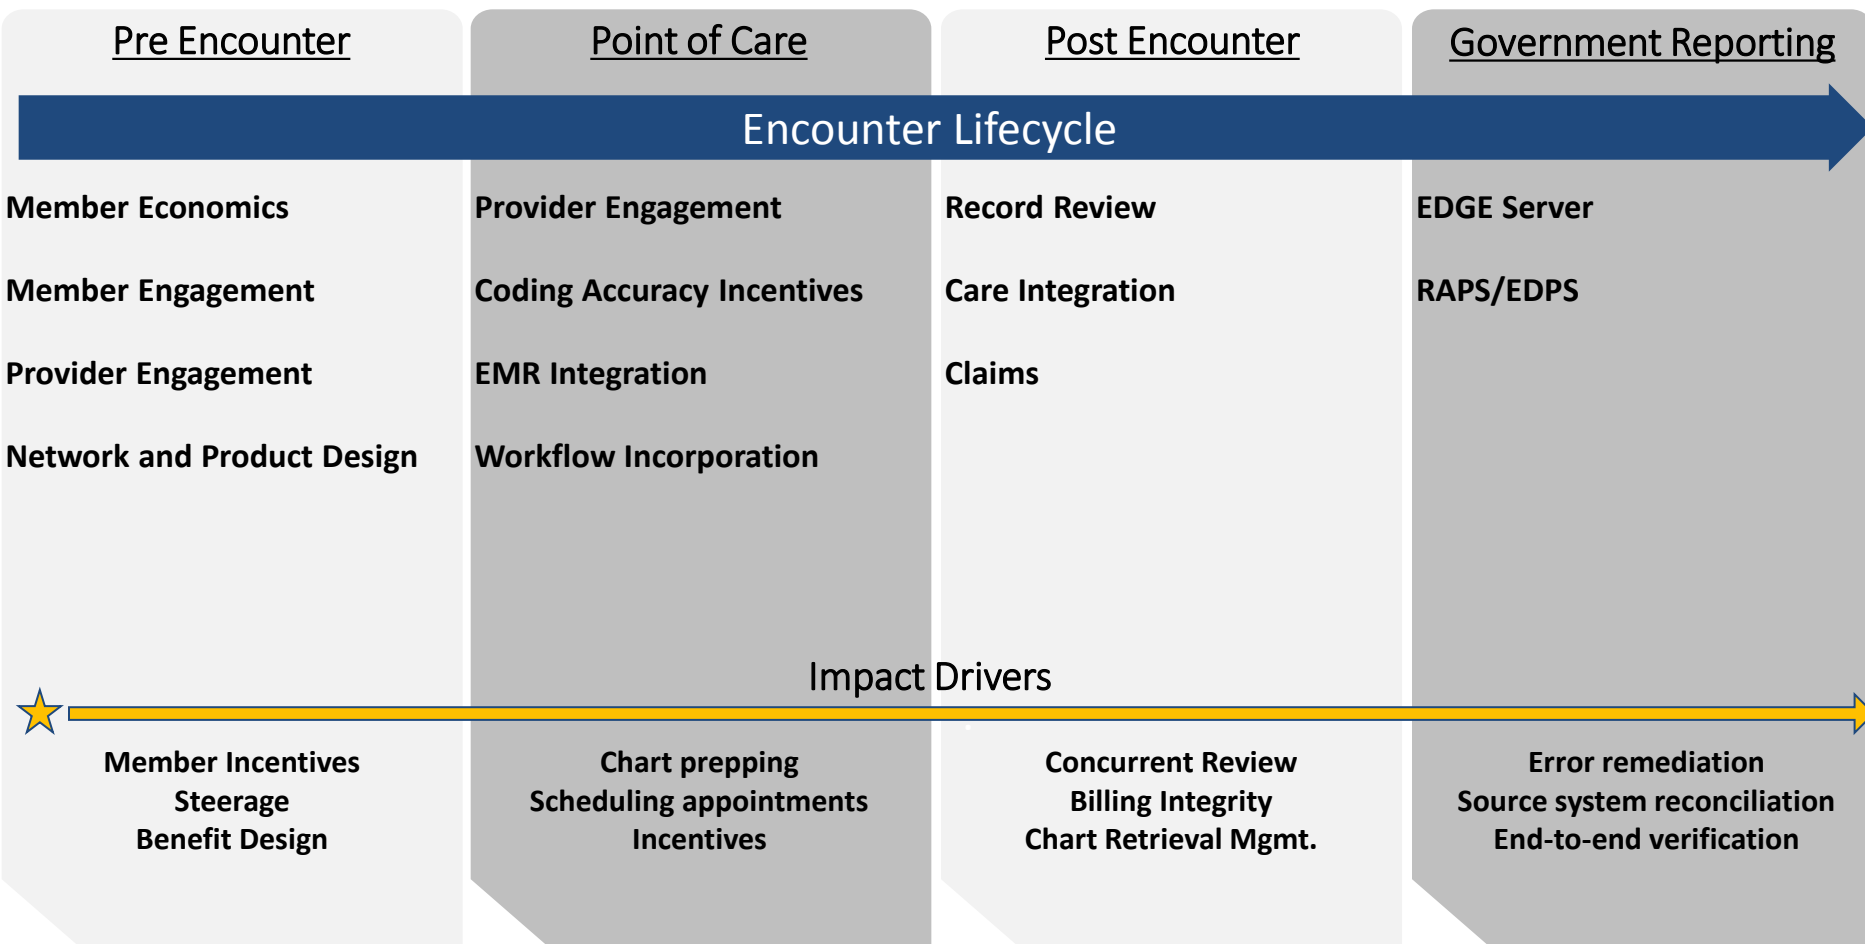 Pre Encounter
Point of Care
Post Encounter
Government Reporting
Encounter Lifecycle
Member Economics
Member Engagement
Provider Engagement
Network and Product Design
Provider Engagement
Coding Accuracy Incentives
EMR Integration
Workflow Incorporation
Record Review
Care Integration
Claims
EDGE Server
RAPS/EDPS
Impact Drivers
Member Incentives
Steerage
Benefit Design
Chart prepping
Scheduling appointments
Incentives
Concurrent Review
Billing Integrity
Chart Retrieval Mgmt.
Error remediation
Source system reconciliation
End-to-end verification